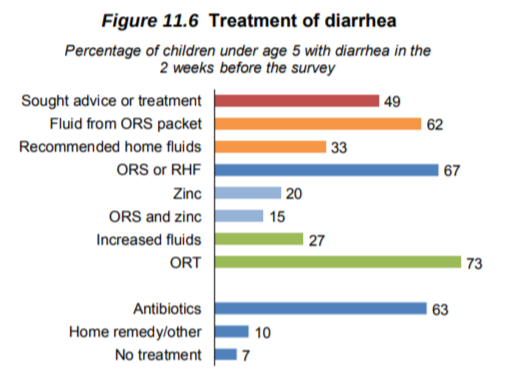 Figure 11.6 Treatment of diarrhea
Percentage of children under age 5 with diarrhea in the
2 weeks before the survey
Sought advice or treatment 49
Fluid from ORS packet 62
Recommended home fluids 33
ORS or RHF 67
Zinc 20
ORS and zinc 15
Increased fluids 27
ORT 73
Antibiotics 63
Home remedy/other 10
No treatment 7